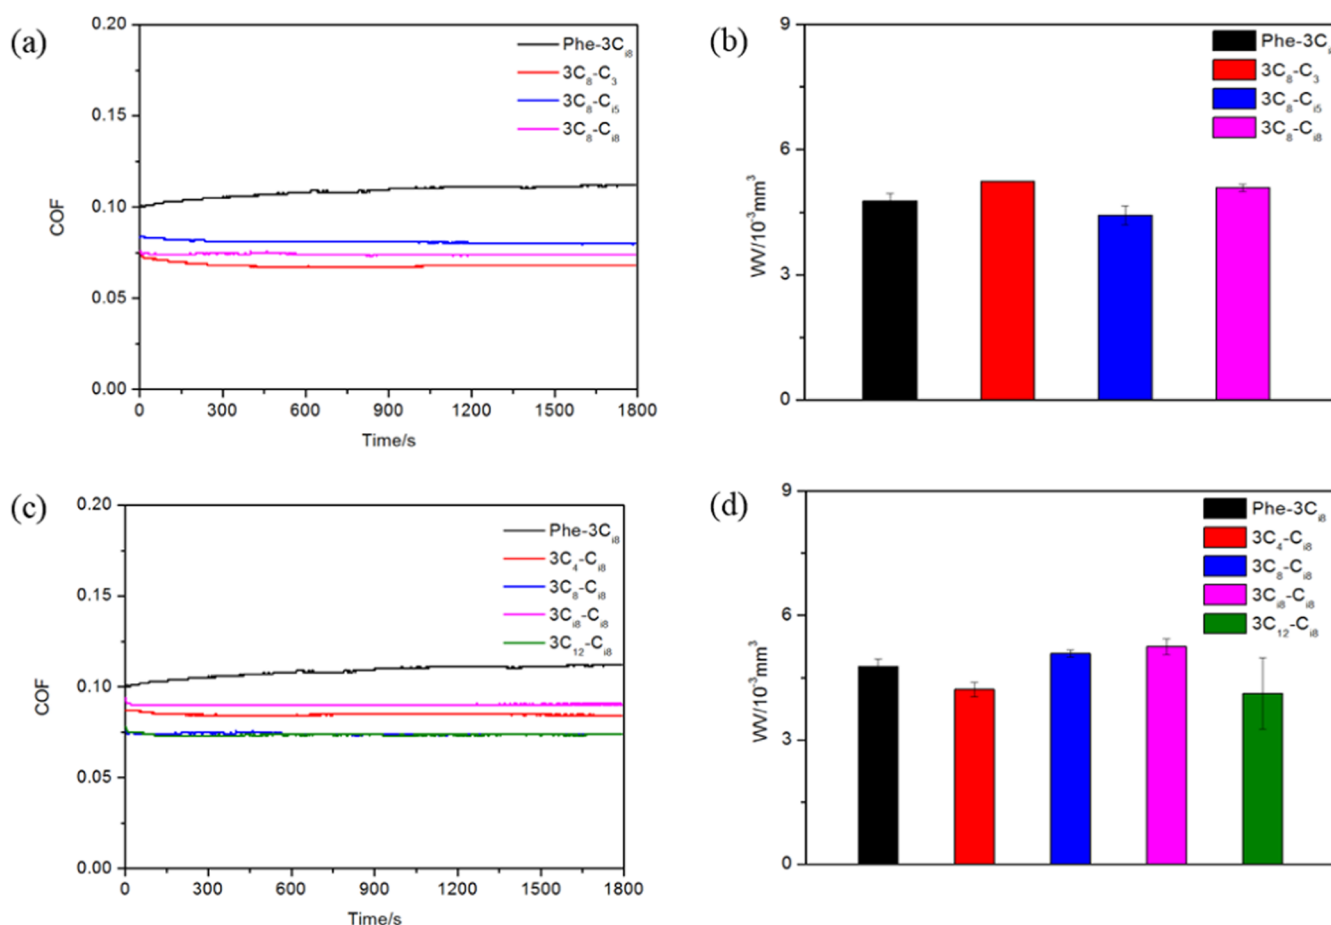 (a)
0.20
0.15
0.10
0.05
0.00
COF
0
300
600
900
1200
1500
1800
Time/s
Phe-3Ci8
3C8-C3
3C8-Ci5
3C8-Ci8
(b)
9
6
3
0
WV/10-3mm3
Phe-3Ci
3C8-C3
3C8-Ci5
3C8-Ci8
(c)
0.20
0.15
0.10
0.05
0.00
COF
0
300
600
900
1200
1500
1800
Time/s
Phe-3Ci8
3C4-Ci8
3C8-Ci8
3Ci8-Ci8
3C12-Ci8
(d)
9
6
3
0
WV/10-3mm3
Phe-3Ci8
3C4-Ci8
3C8-Ci8
3Ci8-Ci8
3C12-Ci8